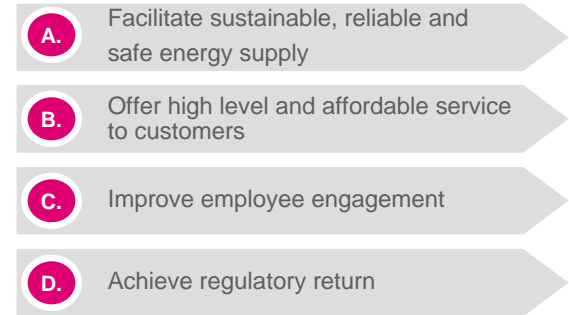 A.
Facilitate sustainable, reliable and
safe energy supply
B.
Offer high level and affordable service
to customers
C.
Improve employee engagement
D.
Achieve regulatory return